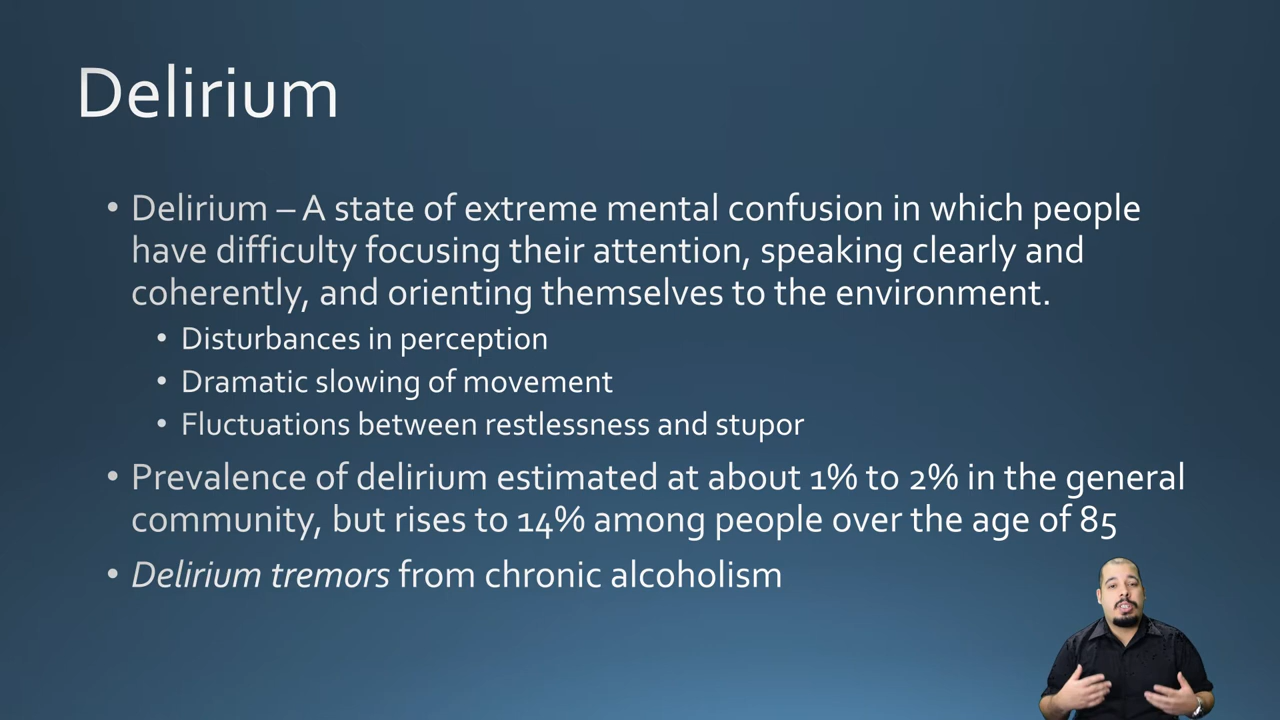 Delirium
• Delirium – A state of extreme mental confusion in which people
have difficulty focusing their attention, speaking clearly and
coherently, and orienting themselves to the environment.
• Disturbances in perception
• Dramatic slowing of movement
• Fluctuations between restlessness and stupor
• Prevalence of delirium estimated at about 1% to 2% in the general
community, but rises to 14% among people over the age of 85
• Delirium tremors from chronic alcoholism